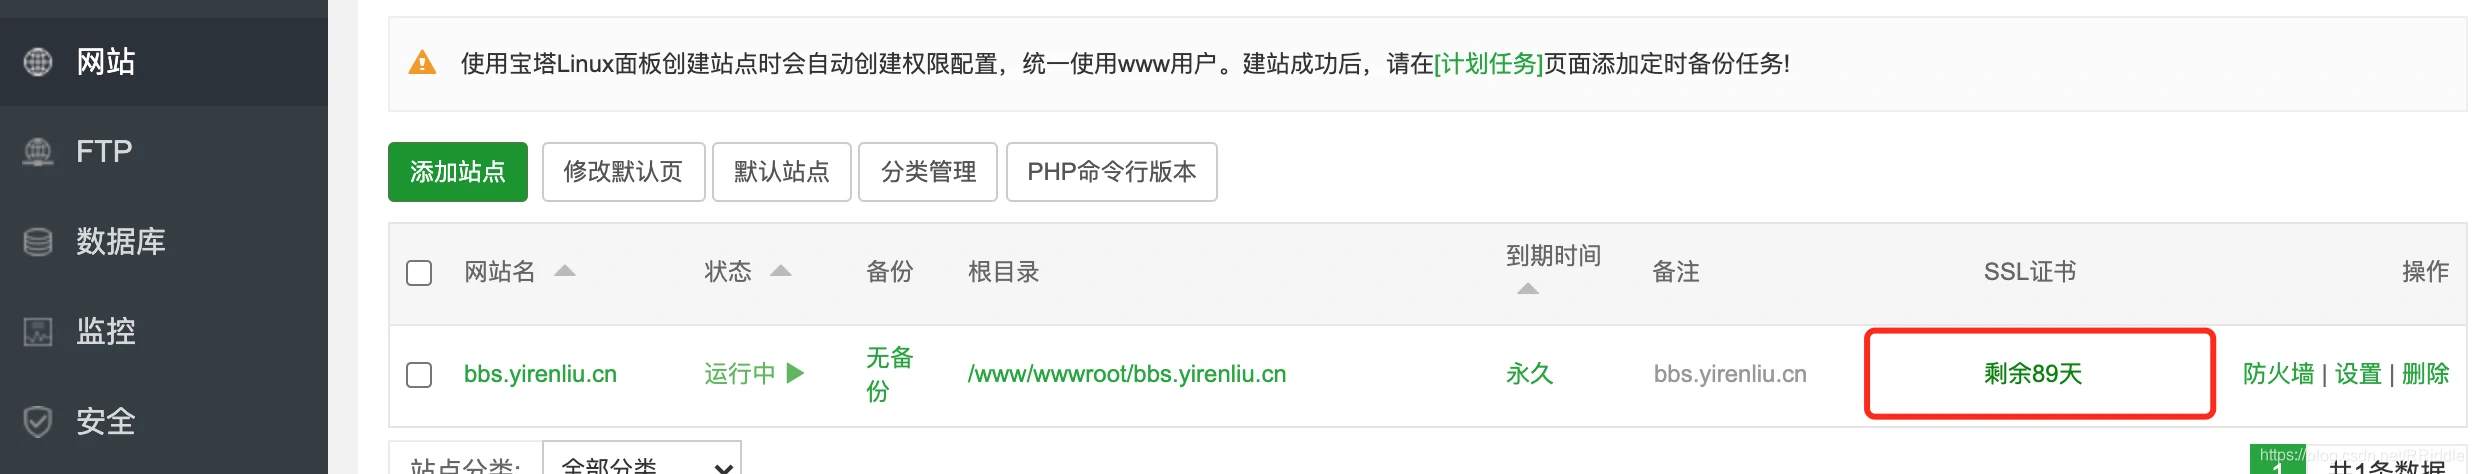 网站
FTP
数据库
监控
安全
使用宝塔Linux面板创建站点时会自动创建权限配置，统一使用www用户。建站成功后，请在[计划任务]页面添加定时备份任务!
添加站点 修改默认页 默认站点 分类管理 PHP命令行版本
网站名 状态 备份 根目录 到期时间 备注 SSL证书 操作
bbs.yirenliu.cn 运行中 无备份 /www/wwwroot/bbs.yirenliu.cn 永久 bbs.yirenliu.cn 剩余89天 防火墙 | 设置 | 删除
站点分类: 全部分类 1 共1条数据
https://blog.csdn.net/RRiddle